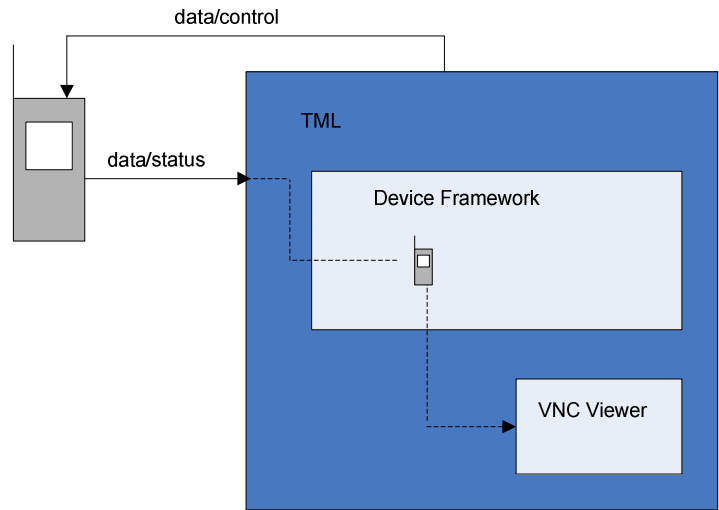 data/control
TML
data/status
Device Framework
VNC Viewer